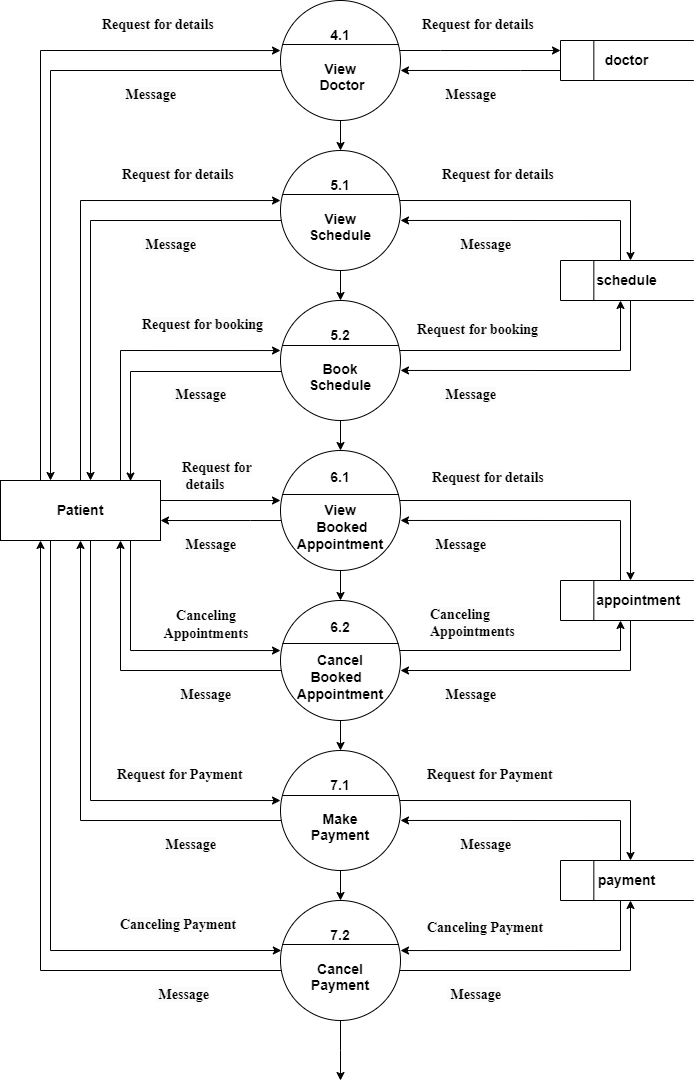 Request for details
4.1
Request for details
View
Doctor
doctor
Message
Message
Request for details
5.1
Request for details
View
Schedule
Message
Message
schedule
Request for booking
5.2
Request for booking
Book
Schedule
Message
Message
Request for
details
6.1
Request for details
Patient
View
Booked
Appointment
Message
Message
appointment
Canceling
Appointments
6.2
Canceling
Appointments
Cancel
Booked
Appointment
Message
Message
Request for Payment
7.1
Request for Payment
Make
Payment
Message
Message
payment
Canceling Payment
7.2
Canceling Payment
Cancel
Payment
Message
Message